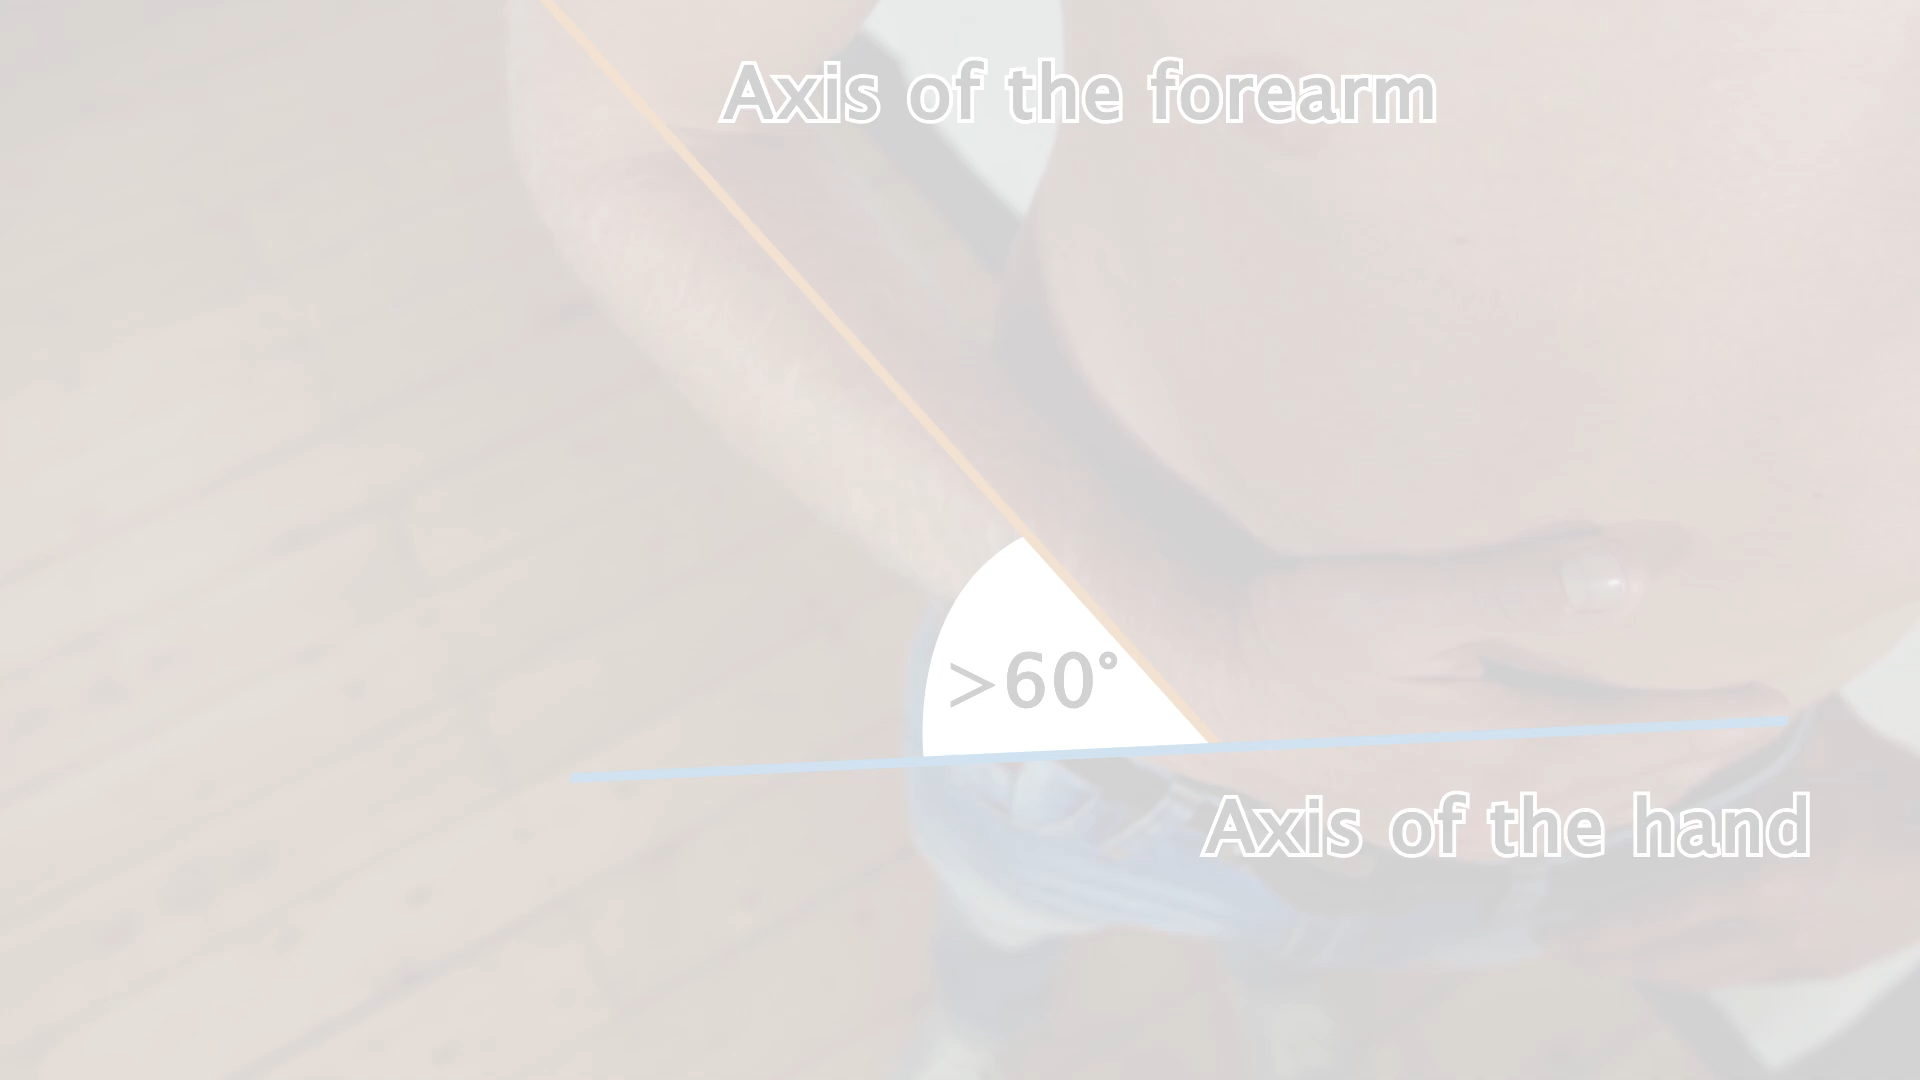 Axis of the forearm
>60°
Axis of the hand